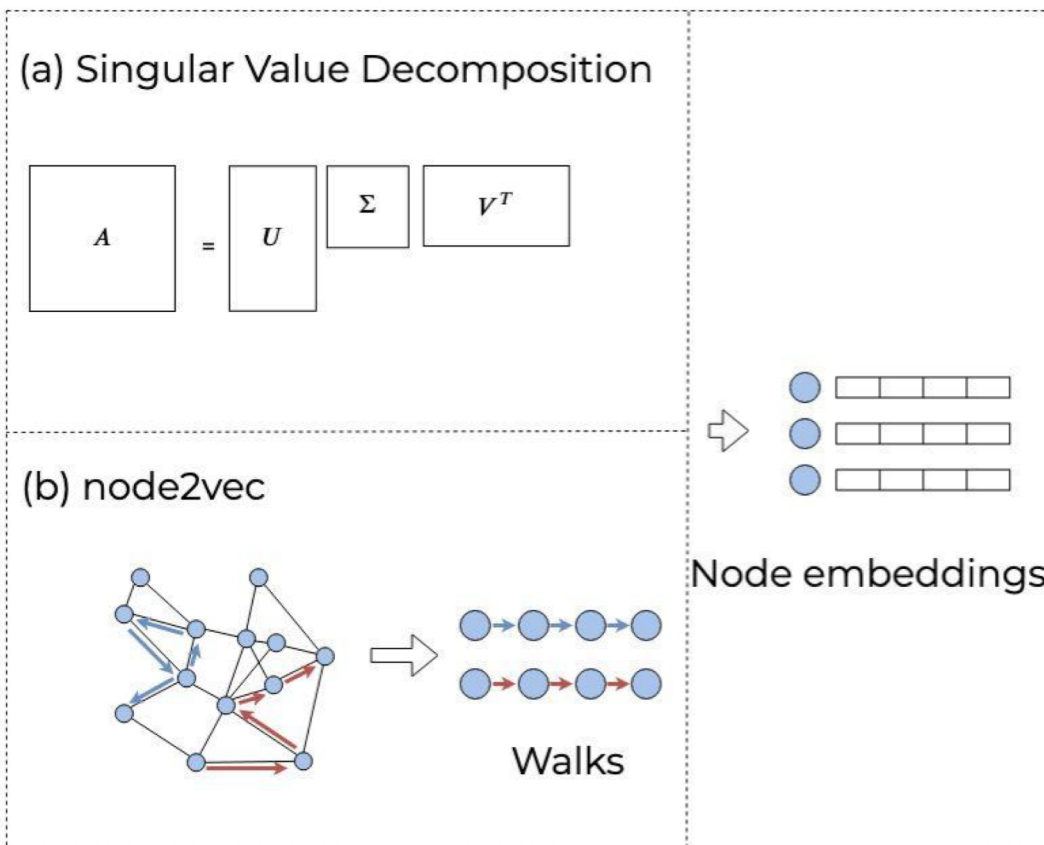 (a) Singular Value Decomposition
A = U Σ V^T
(b) node2vec
Walks
Node embeddings